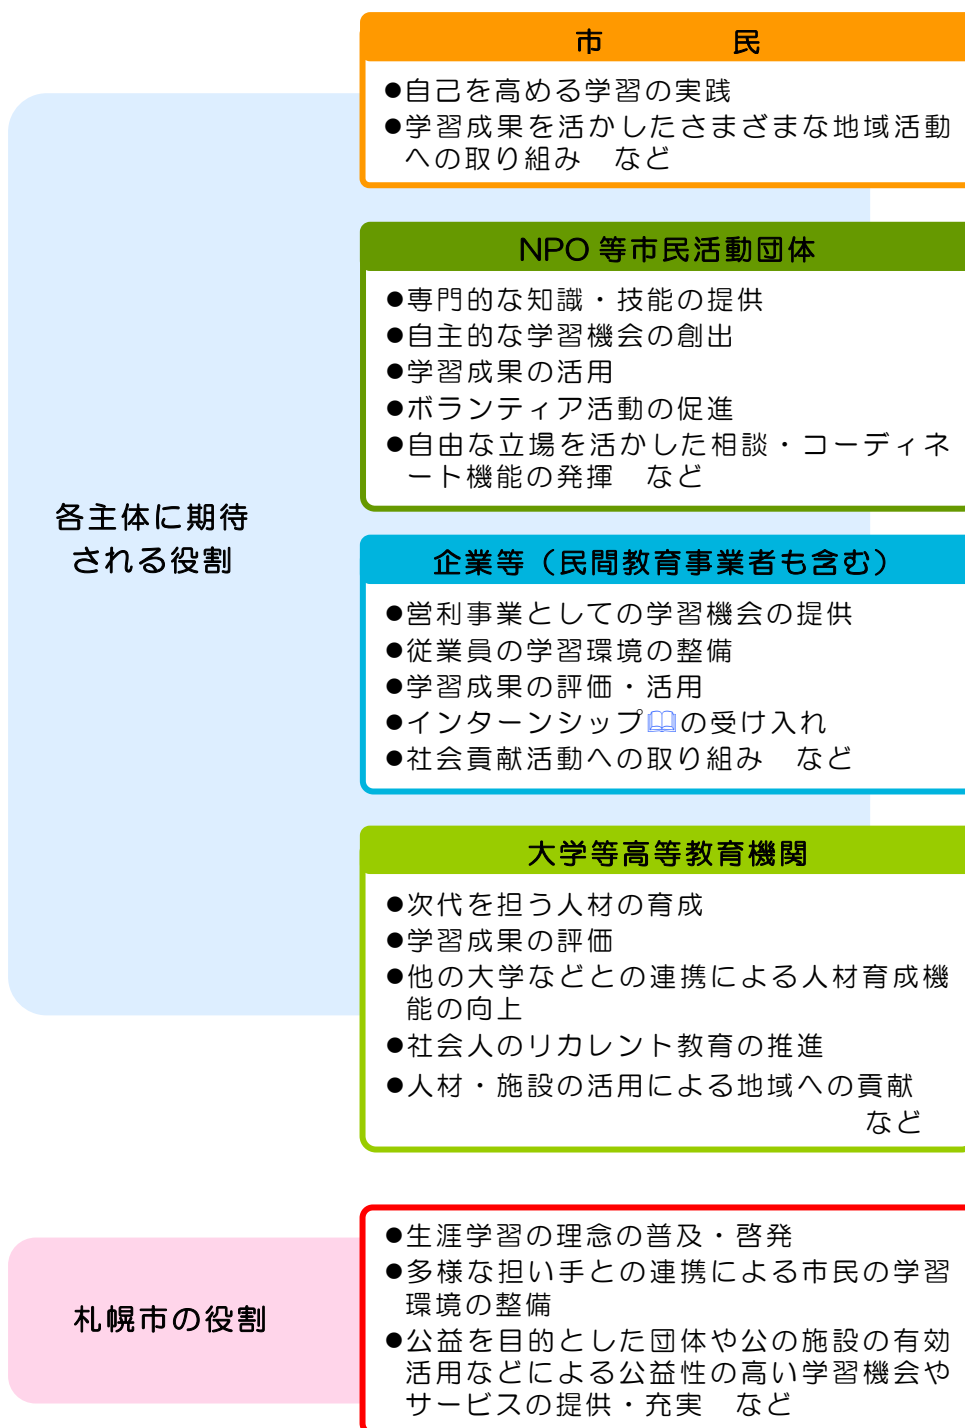 市　　　　民
●自己を高める学習の実践
●学習成果を活かしたさまざまな地域活動
への取り組み　など
NPO 等市民活動団体
●専門的な知識・技能の提供
●自主的な学習機会の創出
●学習成果の活用
●ボランティア活動の促進
●自由な立場を活かした相談・コーディネ
ート機能の発揮　など
各主体に期待
される役割
企業等（民間教育事業者も含む）
●営利事業としての学習機会の提供
●従業員の学習環境の整備
●学習成果の評価・活用
●インターンシップ🕮の受け入れ
●社会貢献活動への取り組み　など
大学等高等教育機関
●次代を担う人材の育成
●学習成果の評価
●他の大学などとの連携による人材育成機
能の向上
●社会人のリカレント教育の推進
●人材・施設の活用による地域への貢献
など
札幌市の役割
●生涯学習の理念の普及・啓発
●多様な担い手との連携による市民の学習
環境の整備
●公益を目的とした団体や公の施設の有効
活用などによる公益性の高い学習機会や
サービスの提供・充実　など